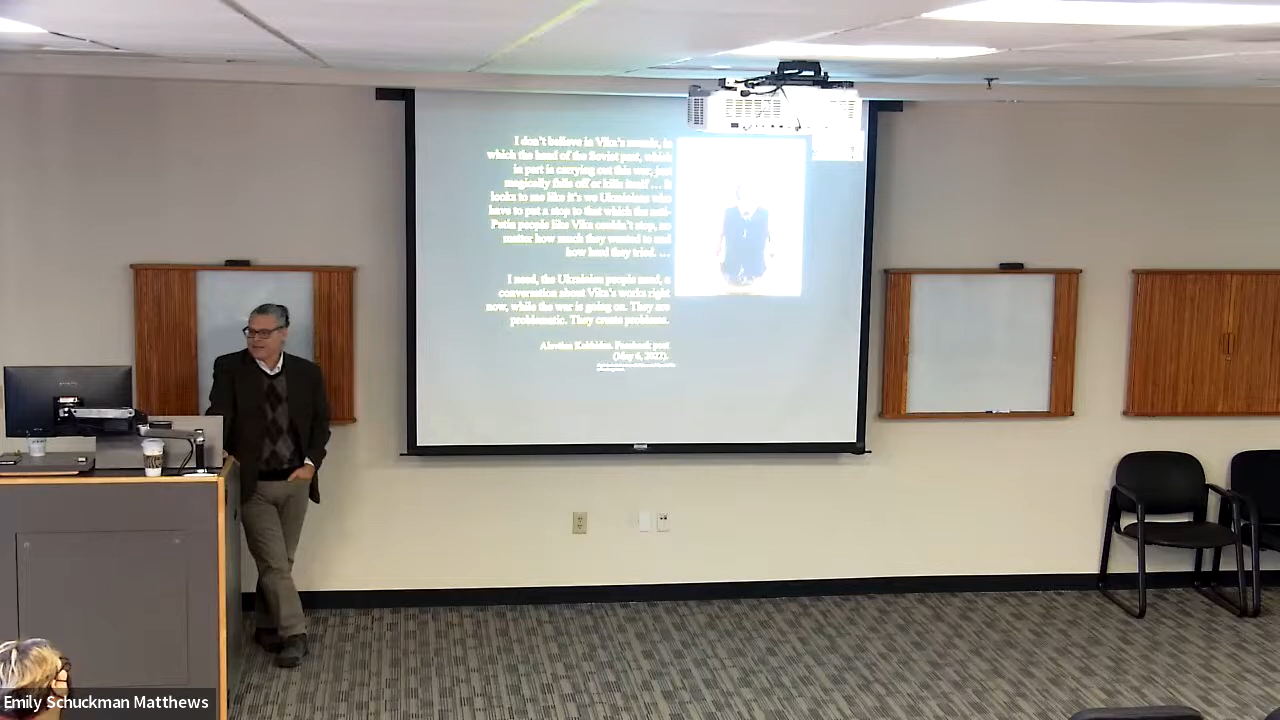 I don't believe in Vika's morals, in
which the head of the Soviet past, which
in part is carrying out this war, just
magically falls off or kills itself ... It
looks to me like it's we Ukrainians who
have to put a stop to that which the anti-
Putin people like Vika couldn't stop, no
matter how much they wanted to and
how hard they tried. ...
I need, the Ukrainian people need, a
conversation about Vika's works right
now, while the war is going on. They are
problematic. They create problems.
Facebook post
(May 6, 2022).
Emily Schuckman Matthews